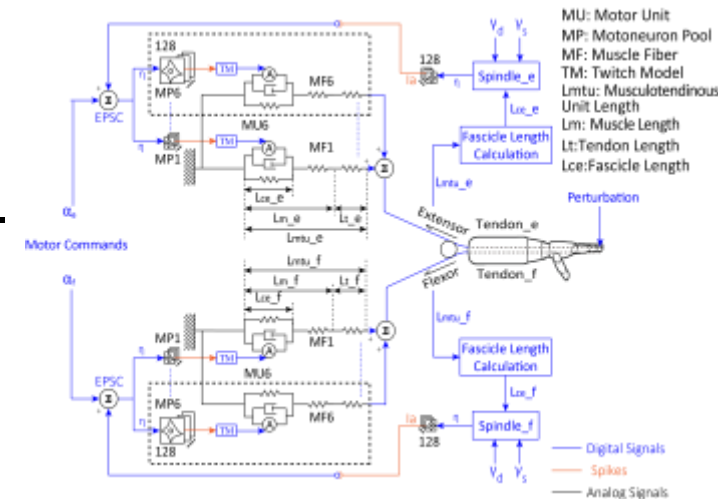 MU: Motor Unit
MP: Motoneuron Pool
MF: Muscle Fiber
TM: Twitch Model
Lmtu: Musculotendinous
Unit Length
Lm: Muscle Length
Lt:Tendon Length
Lce:Fascicle Length
α
128
η
MP6
TM
A
MF6
Σ
EPSC
MU6
η
MP1
TM
A
MF1
Σ
Lce_e
Lm_e
Lt_e
Lmtu_e
128
Ia
η
γd
γs
Spindle_e
Lce_e
Fascicle Length
Calculation
Lmtu_e
Perturbation
Extensor
Tendon_e
Flexor
Tendon_f
Motor Commands
Lmtu_f
Lm_f
Lt_f
Lce_f
MP1
η
TM
A
MF1
Σ
MU6
EPSC
Σ
MP6
η
TM
A
MF6
128
α
Lmtu_f
Fascicle Length
Calculation
Lce_f
Ia
η
Spindle_f
128
γd
γs
Digital Signals
Spikes
Analog Signals